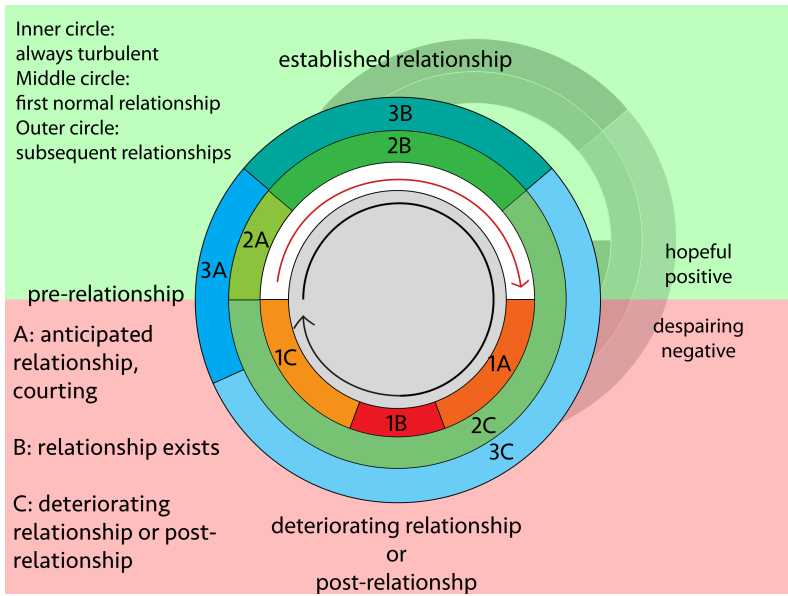 Inner circle:
always turbulent
Middle circle:
first normal relationship
Outer circle:
subsequent relationships
established relationship
3B
2B
2A
3A
hopeful
positive
pre-relationship
despairing
negative
A: anticipated
relationship,
courting
1C
1A
1B
2C
3C
B: relationship exists
C: deteriorating
relationship or post-
relationship
deteriorating relationship
or
post-relationshp